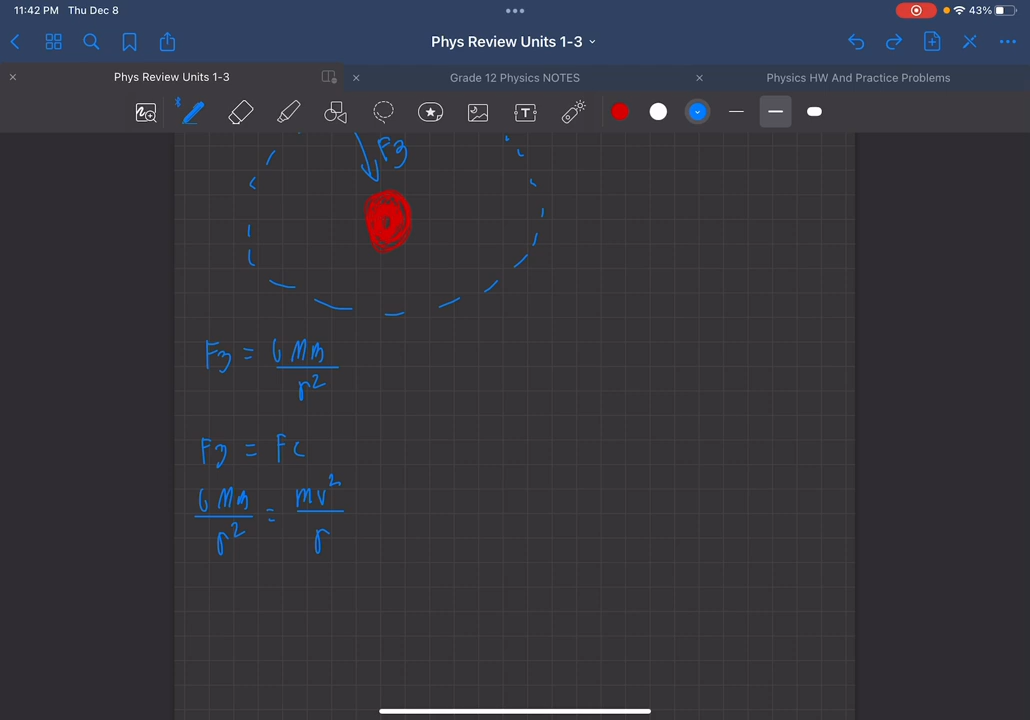 11:42 PM Thu Dec 8 43%
Phys Review Units 1-3
Phys Review Units 1-3 Grade 12 Physics NOTES Physics HW And Practice Problems
T
Fg
Fg = GMm
r²
Fg = Fc
GMm = mv²
r² r